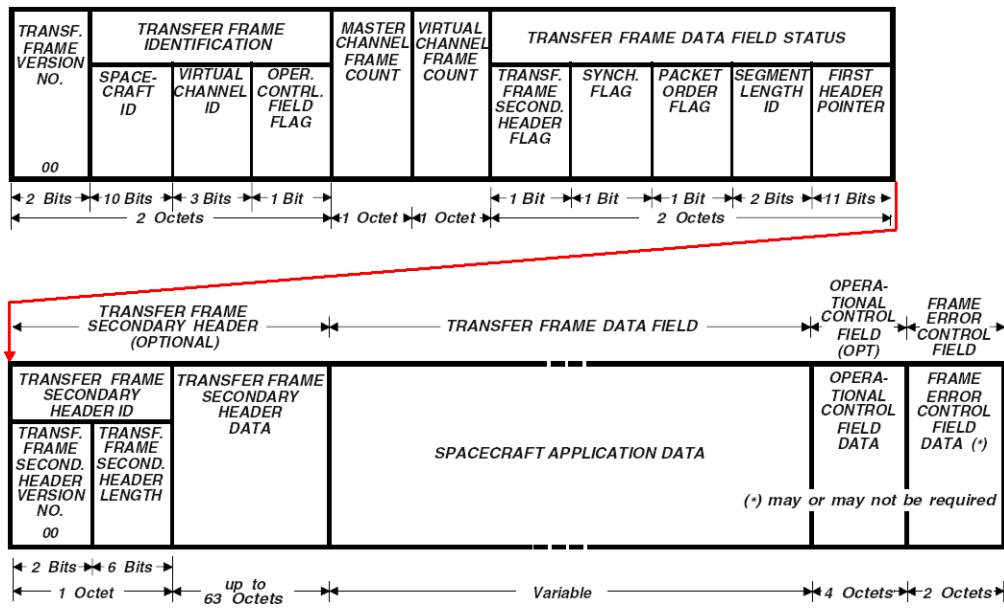 TRANSF.
FRAME
VERSION
NO.
00
TRANSFER FRAME
IDENTIFICATION
SPACE-
CRAFT
ID
VIRTUAL
CHANNEL
ID
OPER.
CONTRL.
FIELD
FLAG
MASTER
CHANNEL
FRAME
COUNT
VIRTUAL
CHANNEL
FRAME
COUNT
TRANSFER FRAME DATA FIELD STATUS
TRANSF.
FRAME
SECOND.
HEADER
FLAG
SYNCH.
FLAG
PACKET
ORDER
FLAG
SEGMENT
LENGTH
ID
FIRST
HEADER
POINTER
2 Bits
10 Bits
3 Bits
1 Bit
1 Bit
1 Bit
1 Bit
2 Bits
11 Bits
2 Octets
1 Octet
1 Octet
2 Octets
TRANSFER FRAME
SECONDARY HEADER
(OPTIONAL)
TRANSFER FRAME DATA FIELD
OPERA-
TIONAL
CONTROL
FIELD
(OPT)
FRAME
ERROR
CONTROL
FIELD
TRANSFER FRAME
SECONDARY
HEADER ID
TRANSF.
FRAME
SECOND.
HEADER
VERSION
NO.
00
TRANSF.
FRAME
SECOND.
HEADER
LENGTH
TRANSFER FRAME
SECONDARY
HEADER
DATA
SPACECRAFT APPLICATION DATA
OPERA-
TIONAL
CONTROL
FIELD
DATA
FRAME
ERROR
CONTROL
FIELD
DATA (*)
(*) may or may not be required
2 Bits
6 Bits
1 Octet
up to
63 Octets
Variable
4 Octets
2 Octets